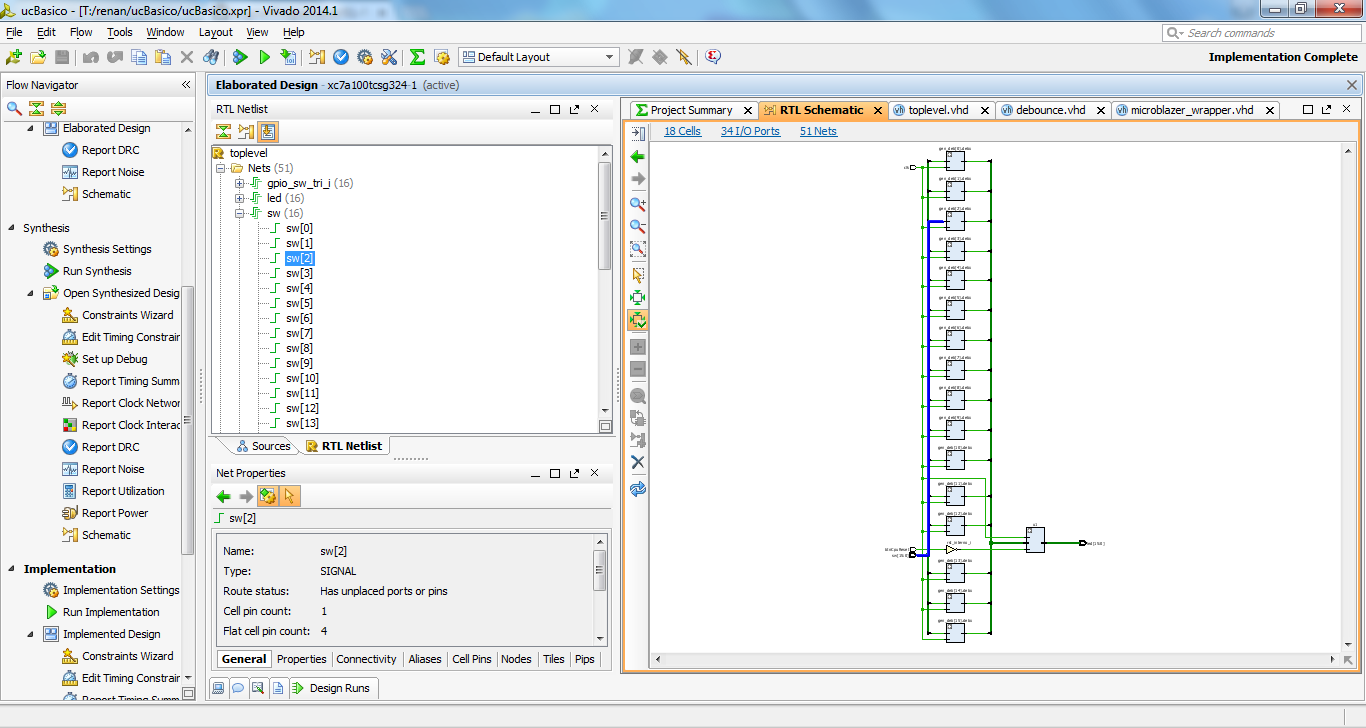 ucBasico - [T:/renan/ucBasico/ucBasico.xpr] - Vivado 2014.1
File Edit Flow Tools Window Layout View Help
Search commands
Default Layout
Implementation Complete
Flow Navigator
Elaborated Design
Report DRC
Report Noise
Schematic
Synthesis
Synthesis Settings
Run Synthesis
Open Synthesized Desig
Constraints Wizard
Edit Timing Constrair
Set up Debug
Report Timing Summ
Report Clock Networ
Report Clock Interac
Report DRC
Report Noise
Report Utilization
Report Power
Schematic
Implementation
Implementation Settings
Run Implementation
Implemented Design
Constraints Wizard
Edit Timing Constrair
Report Timing Summ
Elaborated Design - xc7a100tcsg324-1 (active)
RTL Netlist
toplevel
Nets (51)
gpio_sw_tri_i (16)
led (16)
sw (16)
sw[0]
sw[1]
sw[2]
sw[3]
sw[4]
sw[5]
sw[6]
sw[7]
sw[8]
sw[9]
sw[10]
sw[11]
sw[12]
sw[13]
Sources RTL Netlist
Net Properties
sw[2]
Name: sw[2]
Type: SIGNAL
Route status: Has unplaced ports or pins
Cell pin count: 1
Flat cell pin count: 4
General Properties Connectivity Aliases Cell Pins Nodes Tiles Pips
Design Runs
Project Summary RTL Schematic toplevel.vhd debounce.vhd microblazer_wrapper.vhd
18 Cells 34 I/O Ports 51 Nets
clk